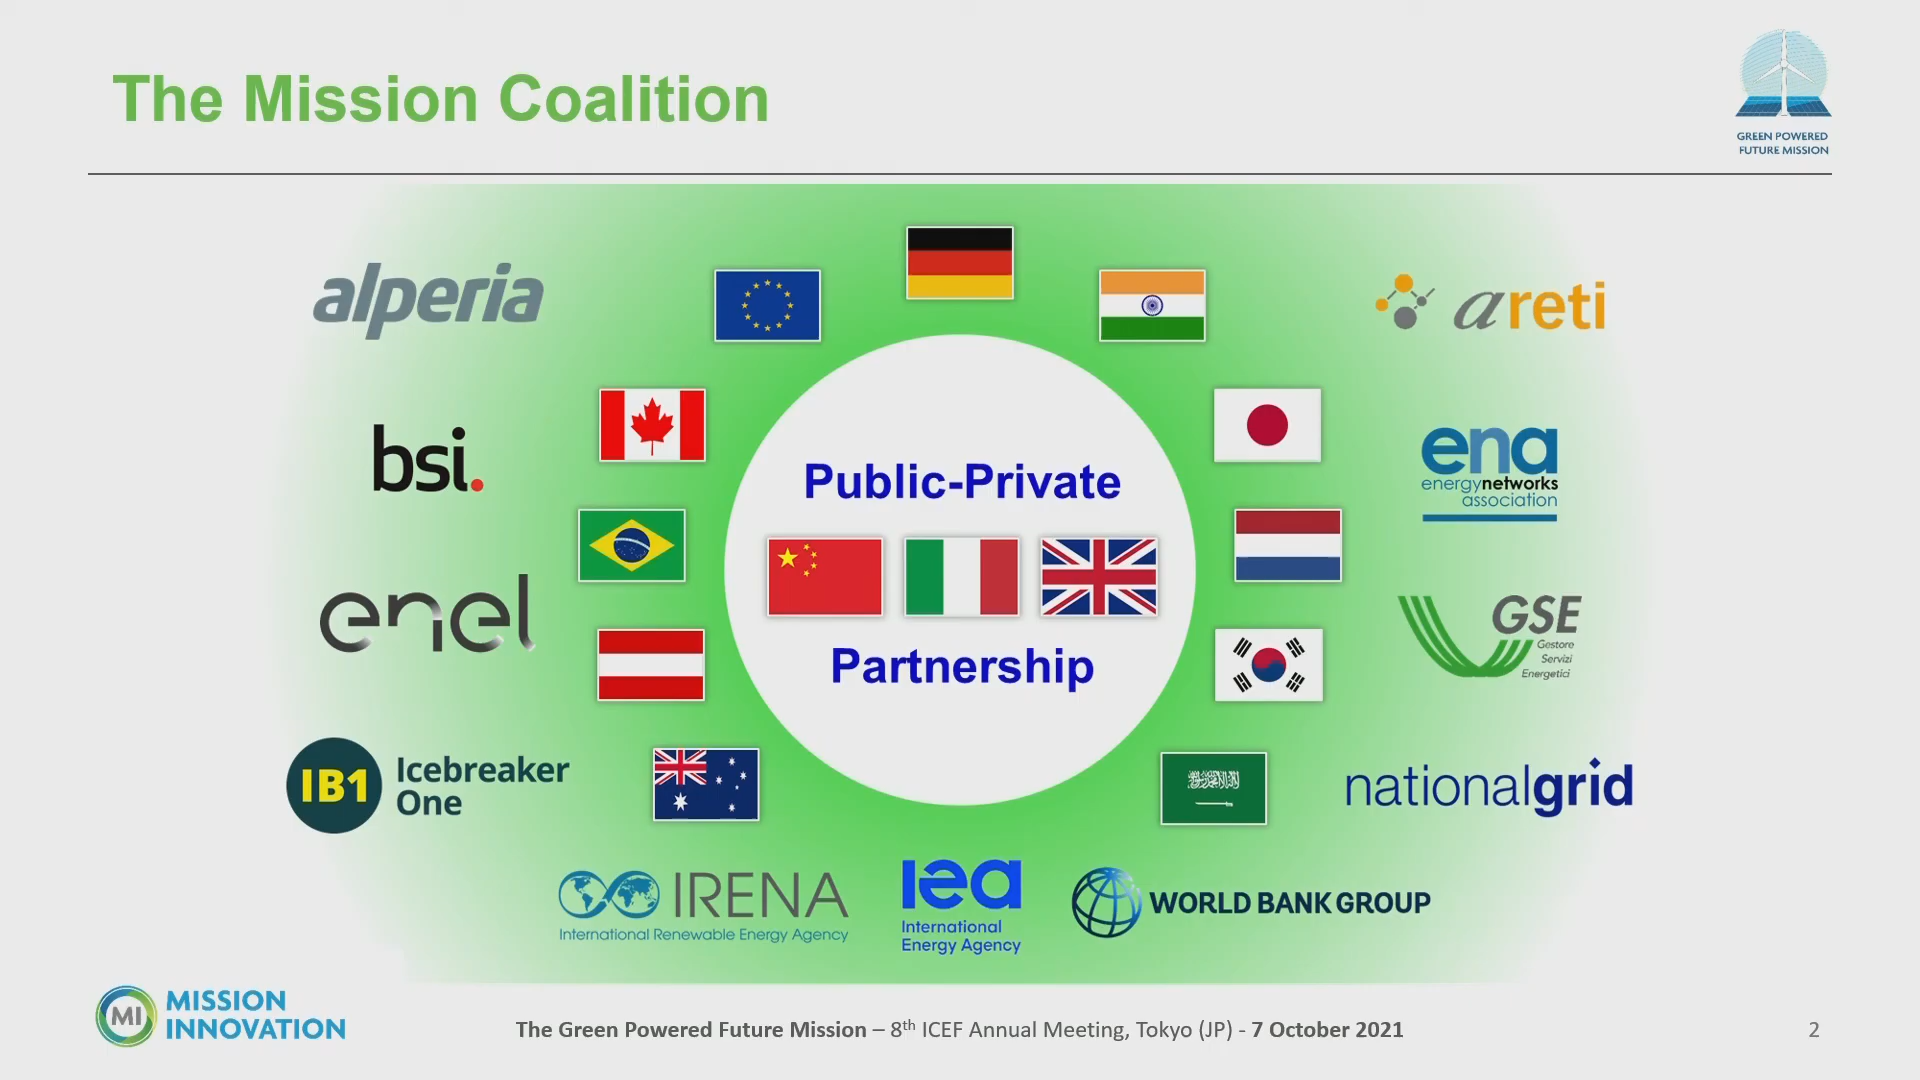 The Mission Coalition
GREEN POWERED
FUTURE MISSION
alperia
areti
bsi.
ena
energynetworks
association
Public-Private
Partnership
enel
GSE
Gestore
Servizi
Energetici
IB1 Icebreaker
One
nationalgrid
IRENA
International Renewable Energy Agency
iea
International
Energy Agency
WORLD BANK GROUP
MI MISSION
INNOVATION
The Green Powered Future Mission – 8th ICEF Annual Meeting, Tokyo (JP) - 7 October 2021
2